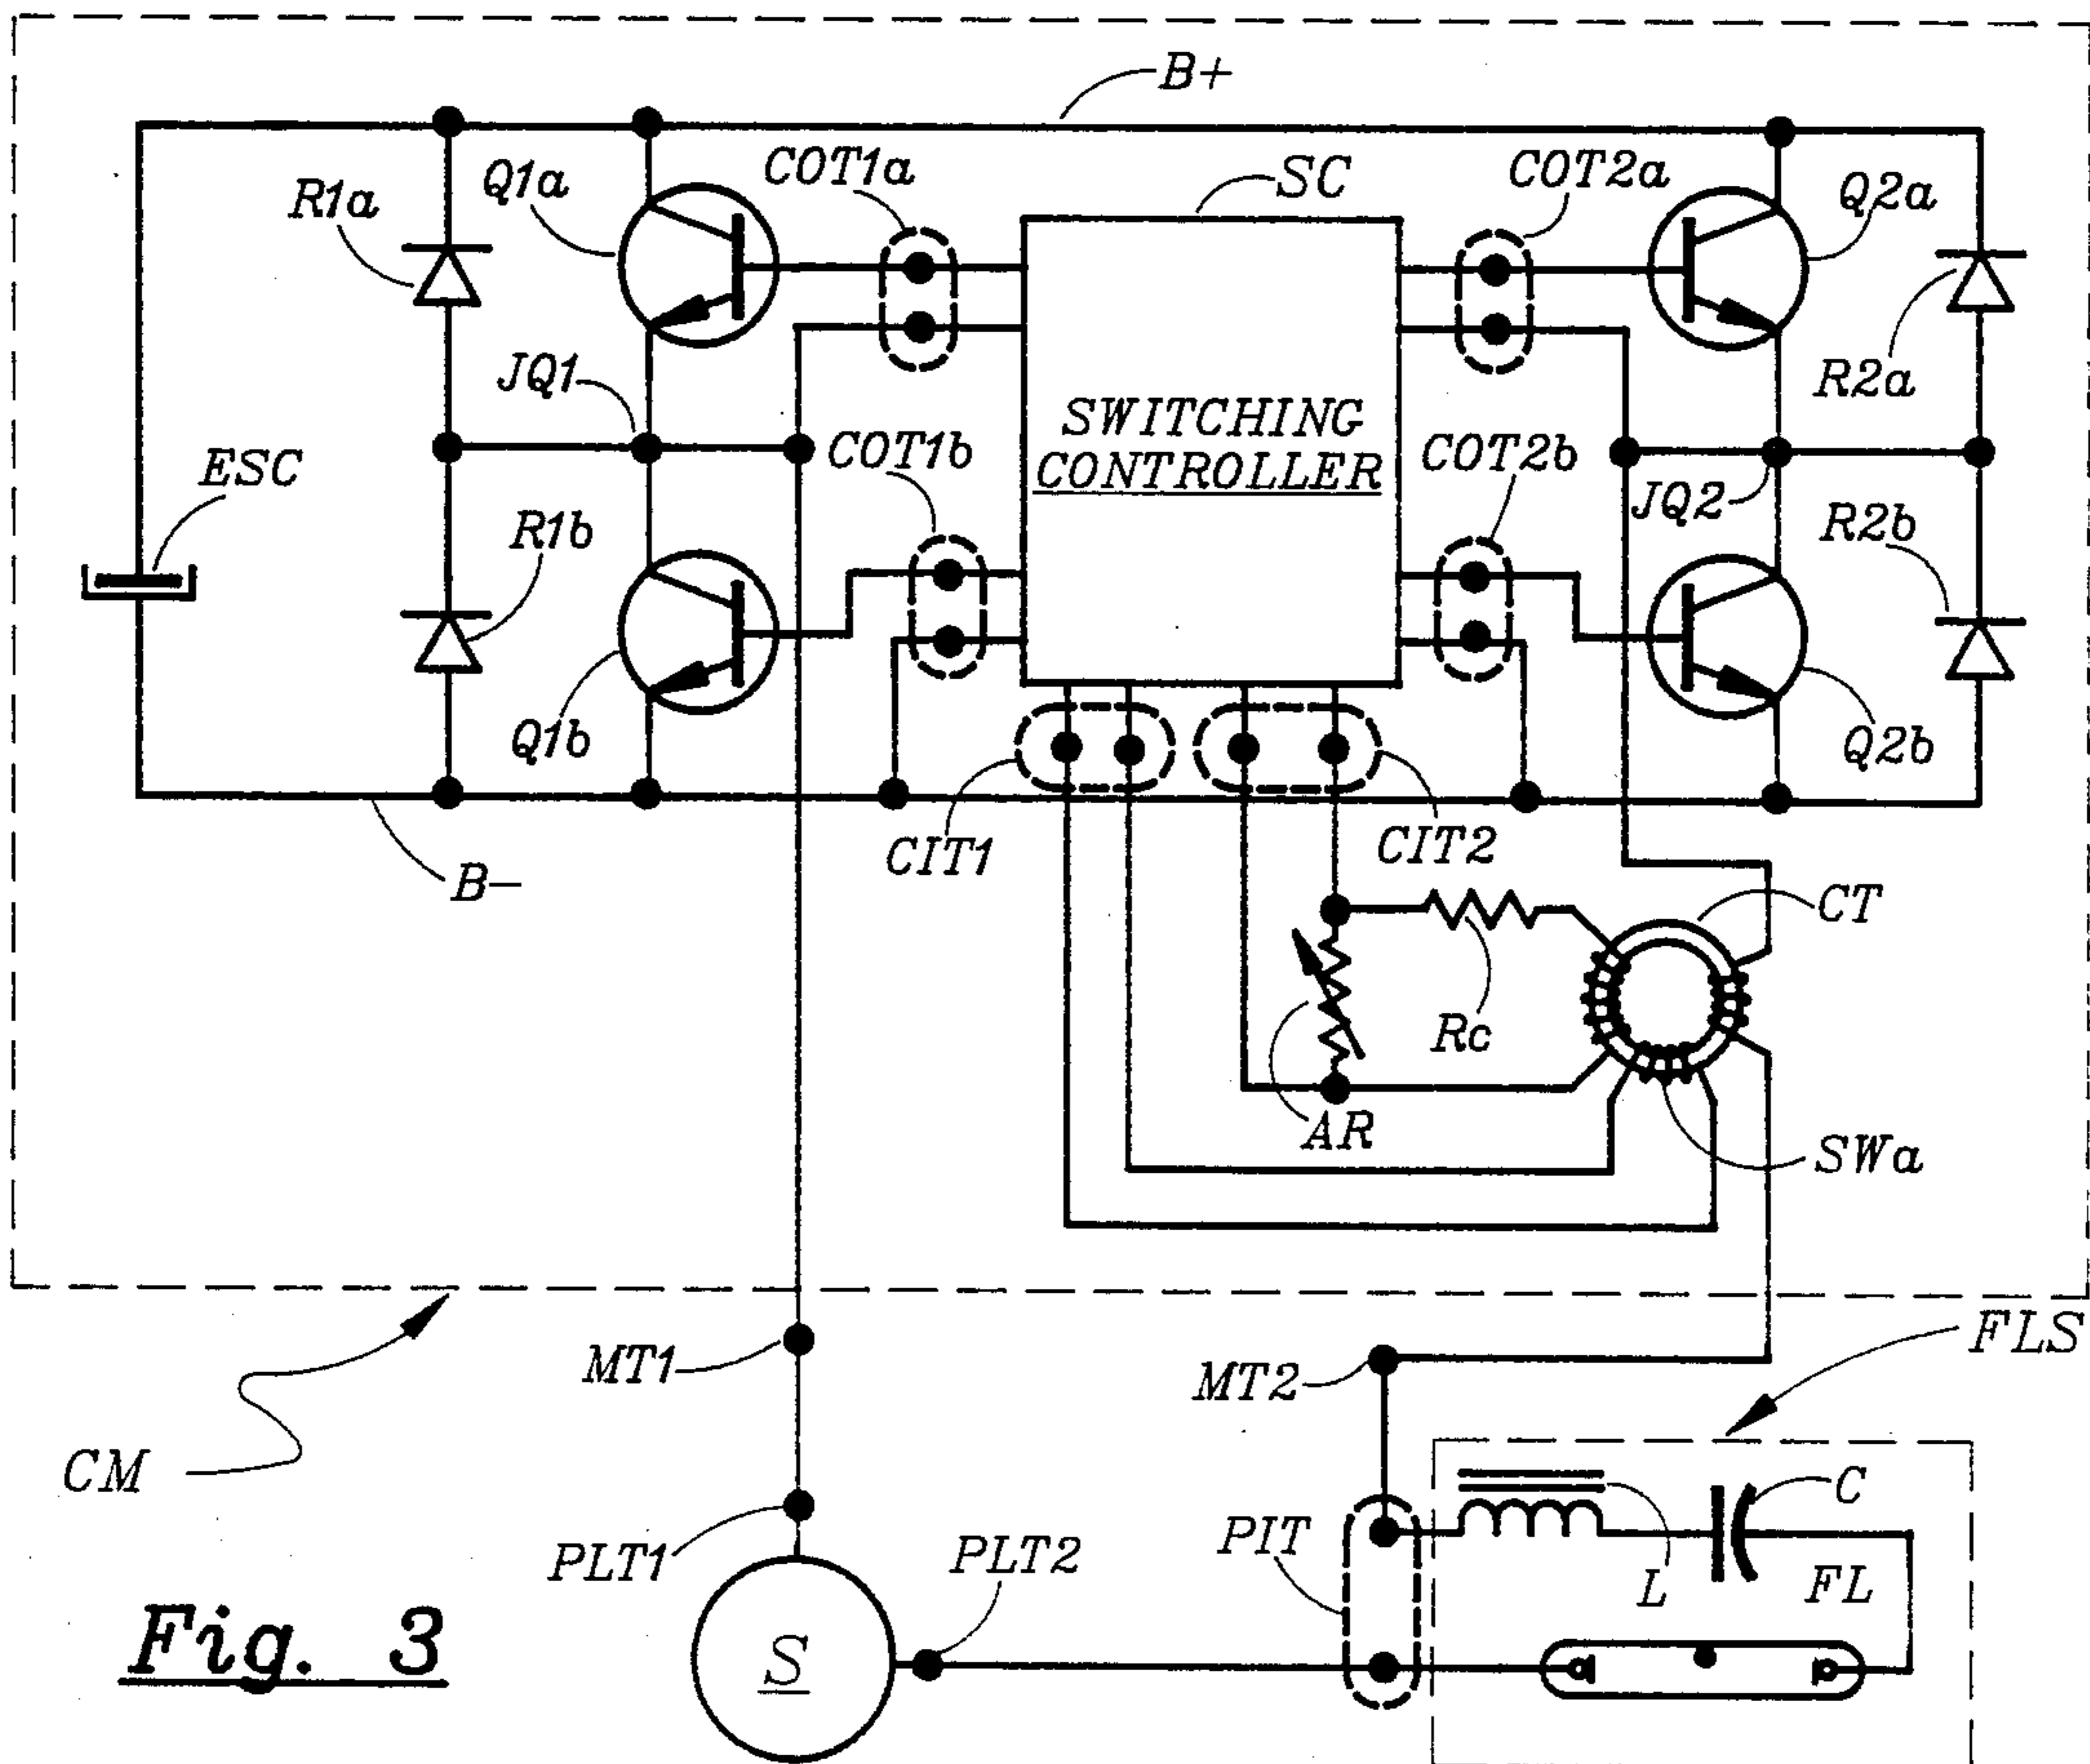 B+
R1a
Q1a
COT1a
SC
COT2a
Q2a
R2a
JQ1
SWITCHING
CONTROLLER
ESC
COT1b
COT2b
JQ2
R2b
R1b
Q1b
Q2b
CIT1
CIT2
B-
CT
Rc
AR
SWa
FLS
MT1
MT2
CM
C
PLT1
PLT2
PIT
L
FL
S
Fig. 3